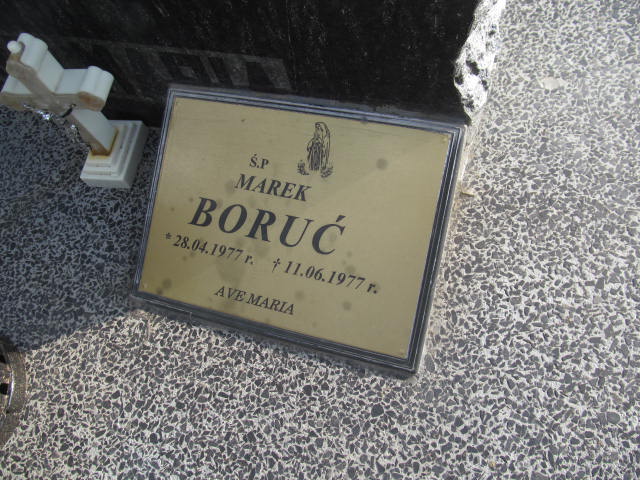 Ś.P
MAREK
BORUĆ
* 28.04.1977 r. † 11.06.1977 r.
AVE MARIA